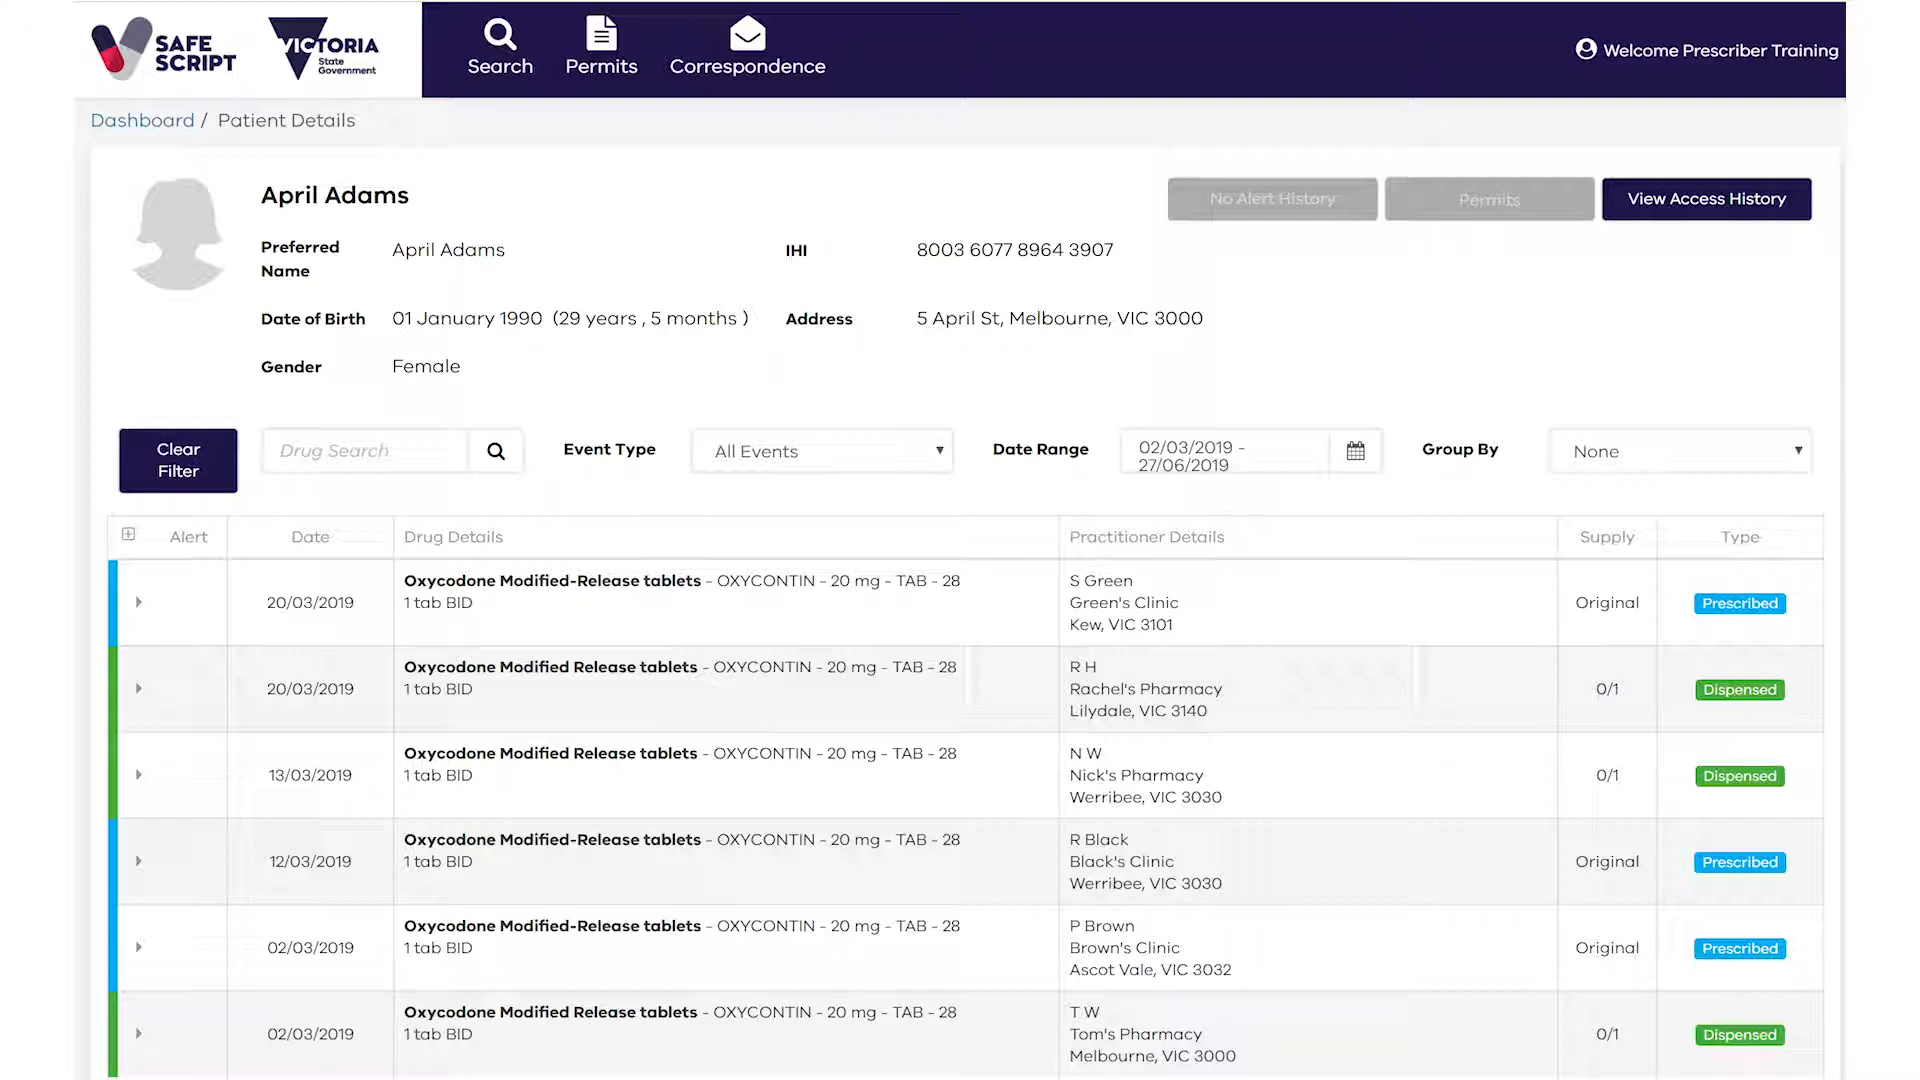 SAFE
SCRIPT
VICTORIA
State
Government
Search
Permits
Correspondence
Welcome Prescriber Training
Dashboard / Patient Details
April Adams
No Alert History
Permits
View Access History
Preferred
Name
April Adams
IHI
8003 6077 8964 3907
Date of Birth
01 January 1990 (29 years , 5 months )
Address
5 April St, Melbourne, VIC 3000
Gender
Female
Clear
Filter
Drug Search
Event Type
All Events
Date Range
02/03/2019 -
27/06/2019
Group By
None
Alert
Date
Drug Details
Practitioner Details
Supply
Type
20/03/2019
Oxycodone Modified-Release tablets - OXYCONTIN - 20 mg - TAB - 28
1 tab BID
S Green
Green's Clinic
Kew, VIC 3101
Original
Prescribed
20/03/2019
Oxycodone Modified Release tablets - OXYCONTIN - 20 mg - TAB - 28
1 tab BID
R H
Rachel's Pharmacy
Lilydale, VIC 3140
0/1
Dispensed
13/03/2019
Oxycodone Modified Release tablets - OXYCONTIN - 20 mg - TAB - 28
1 tab BID
N W
Nick's Pharmacy
Werribee, VIC 3030
0/1
Dispensed
12/03/2019
Oxycodone Modified-Release tablets - OXYCONTIN - 20 mg - TAB - 28
1 tab BID
R Black
Black's Clinic
Werribee, VIC 3030
Original
Prescribed
02/03/2019
Oxycodone Modified-Release tablets - OXYCONTIN - 20 mg - TAB - 28
1 tab BID
P Brown
Brown's Clinic
Ascot Vale, VIC 3032
Original
Prescribed
02/03/2019
Oxycodone Modified Release tablets - OXYCONTIN - 20 mg - TAB - 28
1 tab BID
T W
Tom's Pharmacy
Melbourne, VIC 3000
0/1
Dispensed